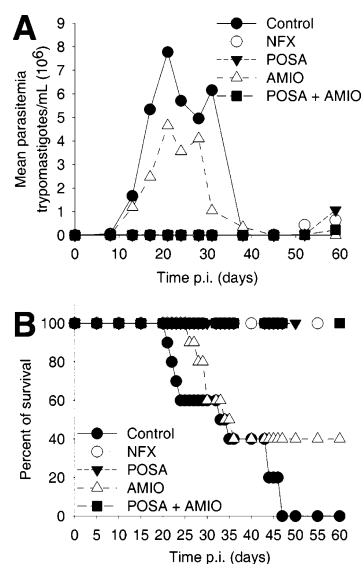 A
Control
NFX
POSA
AMIO
POSA + AMIO
Mean parasitemia
trypomastigotes/mL (10⁶)
9
8
7
6
5
4
3
2
1
0
0 10 20 30 40 50 60
Time p.i. (days)
B
Percent of survival
100
80
60
40
20
0
Control
NFX
POSA
AMIO
POSA + AMIO
0 5 10 15 20 25 30 35 40 45 50 55 60
Time p.i. (days)